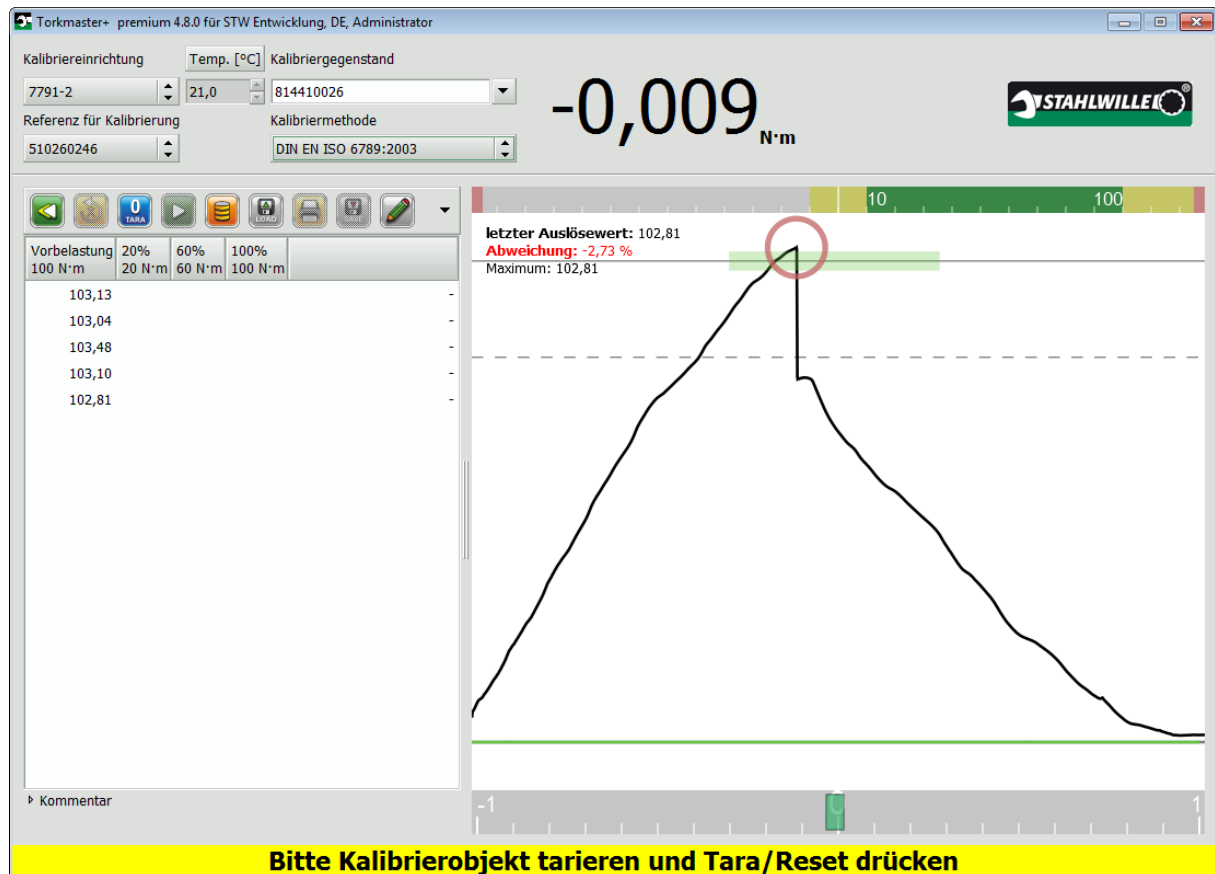 Torkmaster+ premium 4.8.0 für STW Entwicklung, DE, Administrator
Kalibriereinrichtung Temp. [°C] Kalibriergegenstand
7791-2 21,0 814410026
Referenz für Kalibrierung Kalibriermethode
510260246 DIN EN ISO 6789:2003
-0,009 N·m
STAHLWILLE ®
0 TARA LOAD SAVE
Vorbelastung 20% 60% 100%
100 N·m 20 N·m 60 N·m 100 N·m
103,13 -
103,04 -
103,48 -
103,10 -
102,81 -
Kommentar
10 100
letzter Auslösewert: 102,81
Abweichung: -2,73 %
Maximum: 102,81
-1 0 1
Bitte Kalibrierobjekt tarieren und Tara/Reset drücken